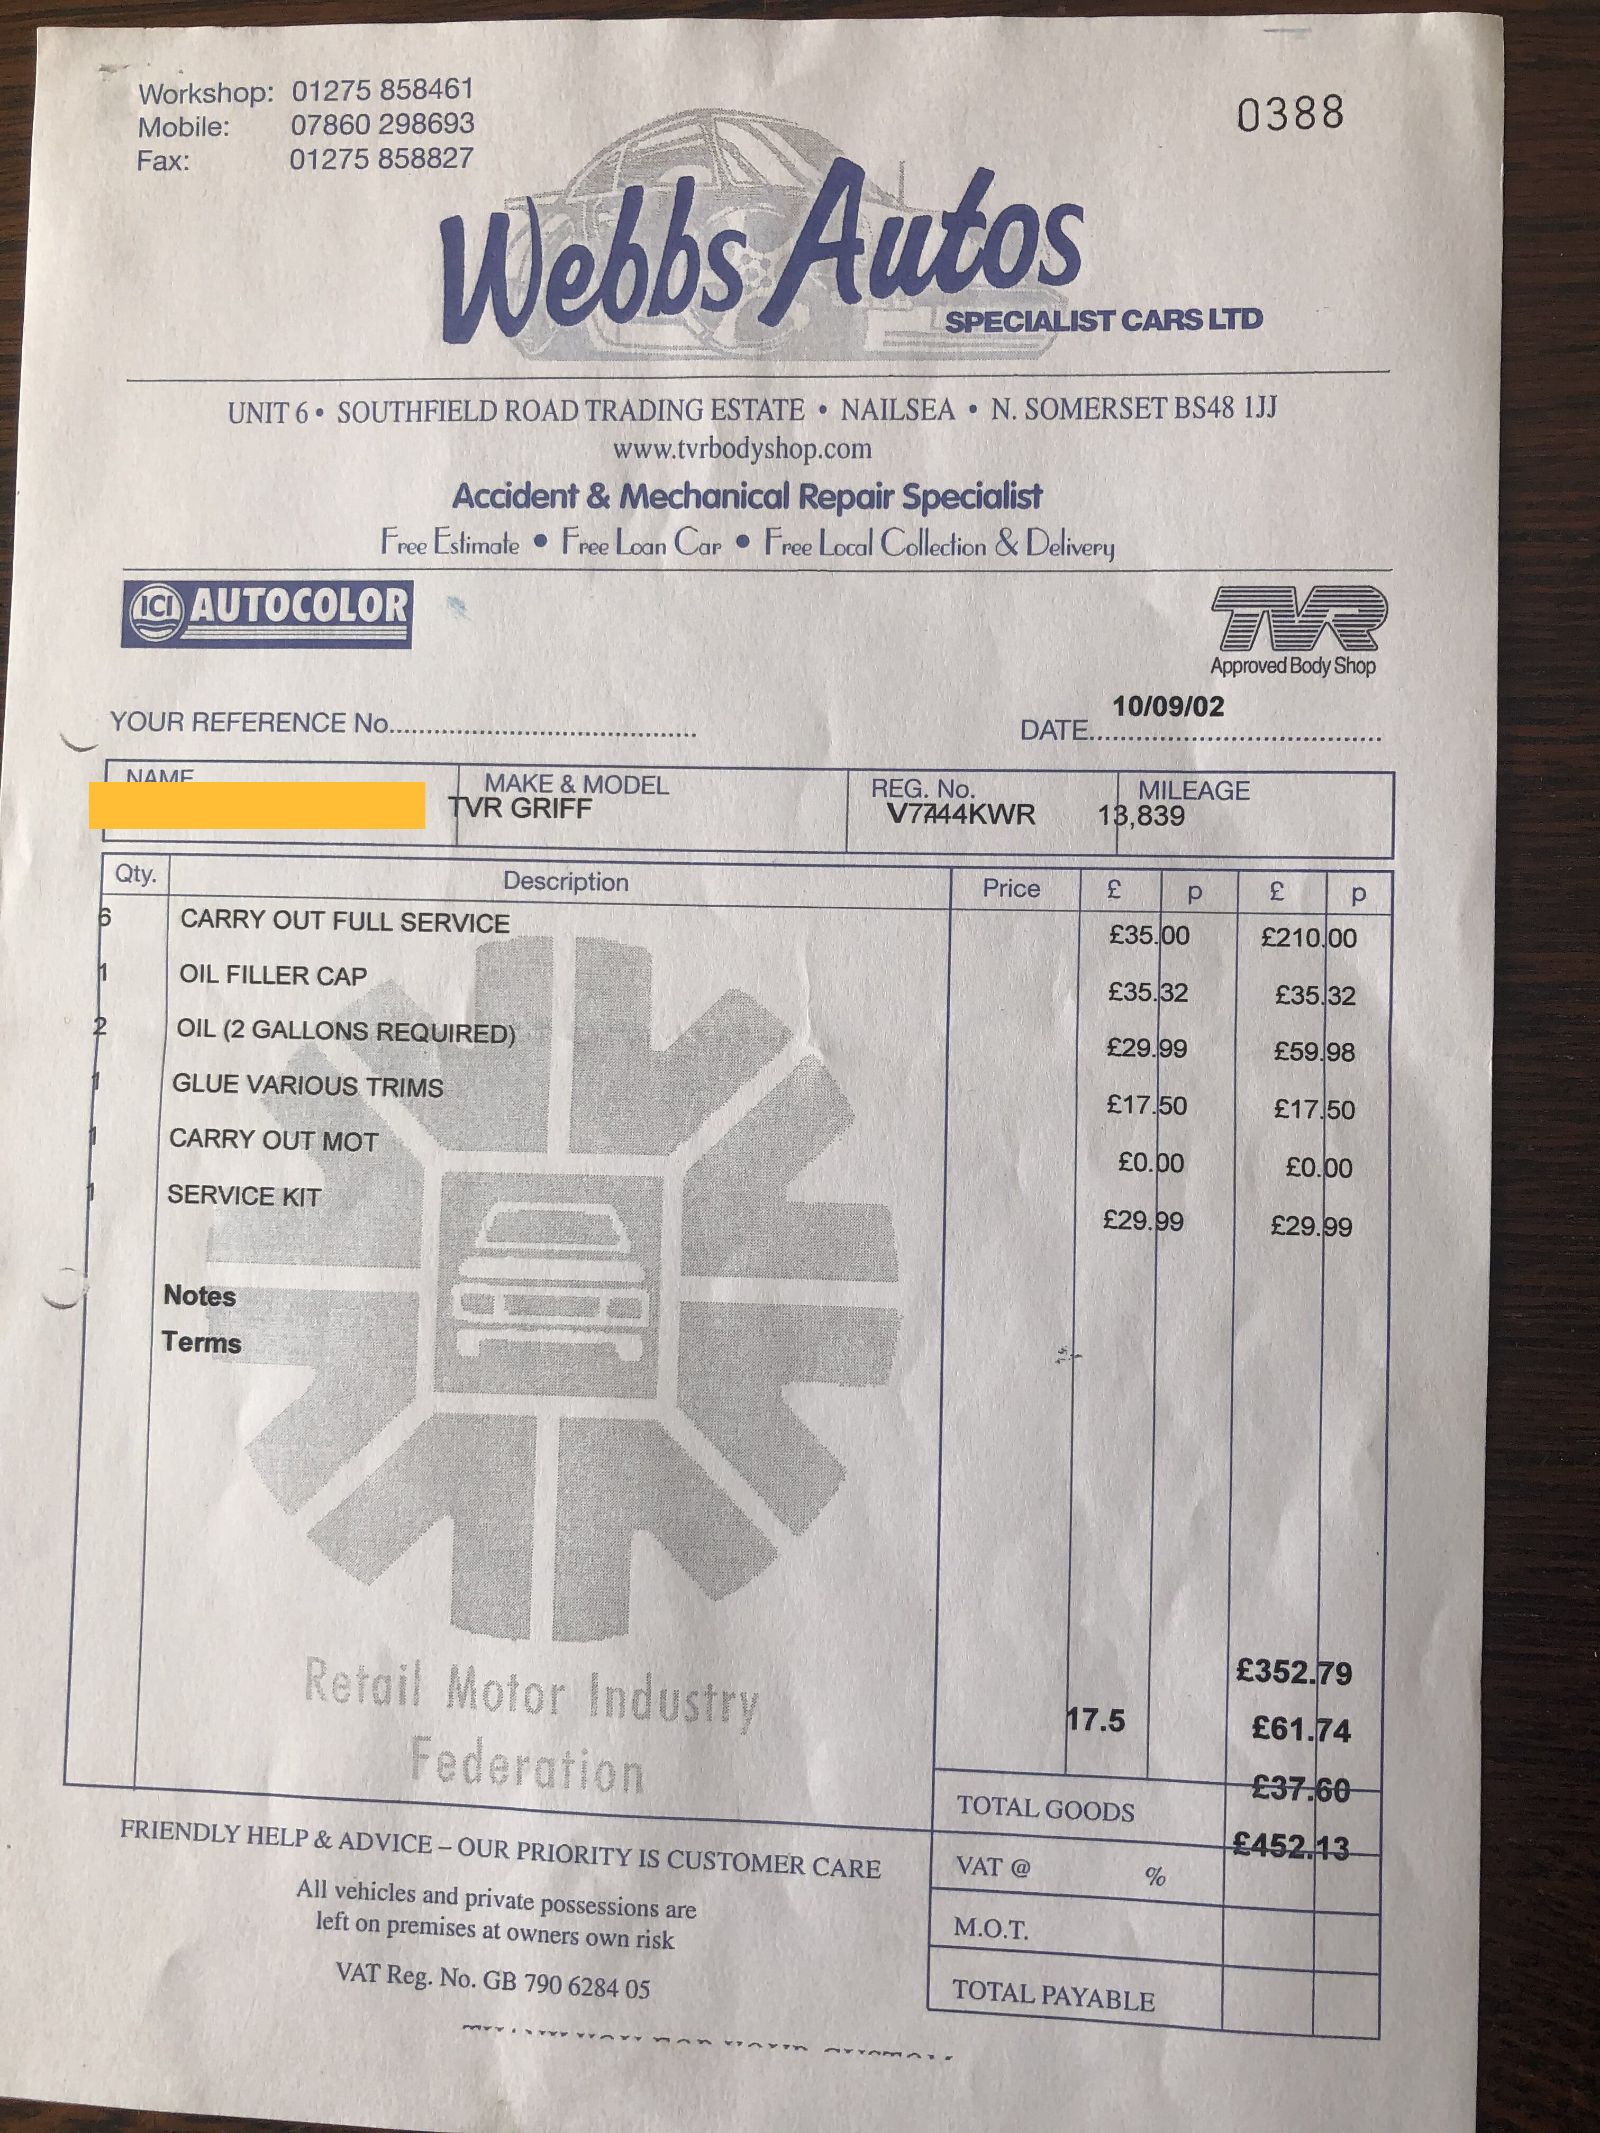 Workshop: 01275 858461
Mobile: 07860 298693
Fax: 01275 858827
0388
Webbs Autos
SPECIALIST CARS LTD
UNIT 6 • SOUTHFIELD ROAD TRADING ESTATE • NAILSEA • N. SOMERSET BS48 1JJ
www.tvrbodyshop.com
Accident & Mechanical Repair Specialist
Free Estimate • Free Loan Car • Free Local Collection & Delivery
ICI AUTOCOLOR
TVR
Approved Body Shop
YOUR REFERENCE No.
DATE 10/09/02
NAME MAKE & MODEL REG. No. MILEAGE
TVR GRIFF 13,839
Qty. Description Price £ p £ p
6 CARRY OUT FULL SERVICE £35.00 £210.00
1 OIL FILLER CAP £35.32 £35.32
2 OIL (2 GALLONS REQUIRED) £29.99 £59.98
1 GLUE VARIOUS TRIMS £17.50 £17.50
1 CARRY OUT MOT £0.00 £0.00
1 SERVICE KIT £29.99 £29.99
Notes
Terms
Retail Motor Industry
Federation
£352.79
17.5 £61.74
£37.60
TOTAL GOODS
£452.13
VAT @ %
M.O.T.
TOTAL PAYABLE
FRIENDLY HELP & ADVICE – OUR PRIORITY IS CUSTOMER CARE
All vehicles and private possessions are
left on premises at owners own risk
VAT Reg. No. GB 790 6284 05